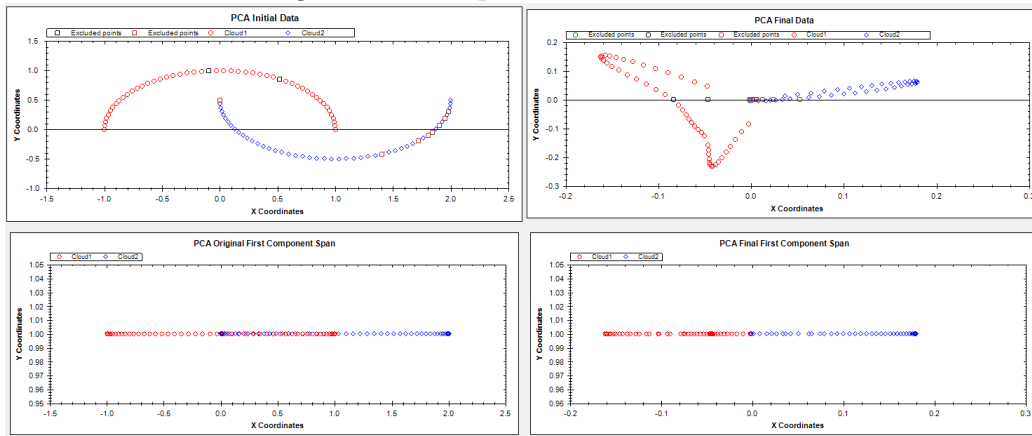 PCA Initial Data
Excluded points Excluded points Cloud1 Cloud2
1.5
1.0
0.5
0.0
-0.5
-1.0
-1.5 -1.0 -0.5 0.0 0.5 1.0 1.5 2.0 2.5
X Coordinates
Y Coordinates
PCA Final Data
Excluded points Excluded points Excluded points Cloud1 Cloud2
0.2
0.1
0.0
-0.1
-0.2
-0.3
-0.2 -0.1 0.0 0.1 0.2 0.3
X Coordinates
Y Coordinates
PCA Original First Component Span
Cloud1 Cloud2
1.05
1.04
1.03
1.02
1.01
1.00
0.99
0.98
0.97
0.96
0.95
-1.5 -1.0 -0.5 0.0 0.5 1.0 1.5 2.0 2.5
X Coordinates
Y Coordinates
PCA Final First Component Span
Cloud1 Cloud2
1.05
1.04
1.03
1.02
1.01
1.00
0.99
0.98
0.97
0.96
0.95
-0.2 -0.1 0.0 0.1 0.2 0.3
X Coordinates
Y Coordinates